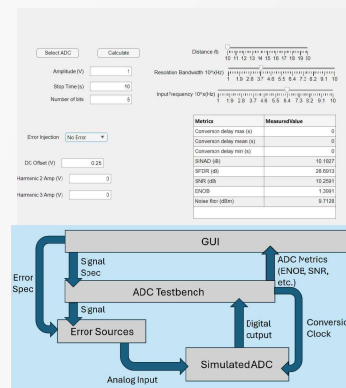 Select ADC
Calculate
Amplitude (V) 1
Stop Time (s) 10
Number of bits 5
Error Injection No Error
DC Offset (V) 0.25
Harmonic 2 Amp (V) 0
Harmonic 3 Amp (V) 0
Distance
10 11 12 13 14 15 16 17 18 19 10
Resolution Bandwidth 10^x(Hz)
1 1.9 2.8 3.7 4.6 5.5 6.4 7.3 8.2 9.1 10
Input Frequency 10^x(Hz)
1 1.9 2.8 3.7 4.6 5.5 6.4 7.3 8.2 9.1 10
Metrics MeasuredValue
Conversion delay max (s) 0
Conversion delay mean (s) 0
Conversion delay min (s) 0
SINAD (dB) 10.1827
SFDR (dB) 28.6913
SNR (dB) 10.2591
ENOB 1.3991
Noise floor (dBm) 9.7128
GUI
Error
Spec
Signal
Spec
ADC Metrics
(ENOB, SNR,
etc.)
ADC Testbench
Signal
Error Sources
Digital
output
Conversion
Clock
Simulated ADC
Analog Input